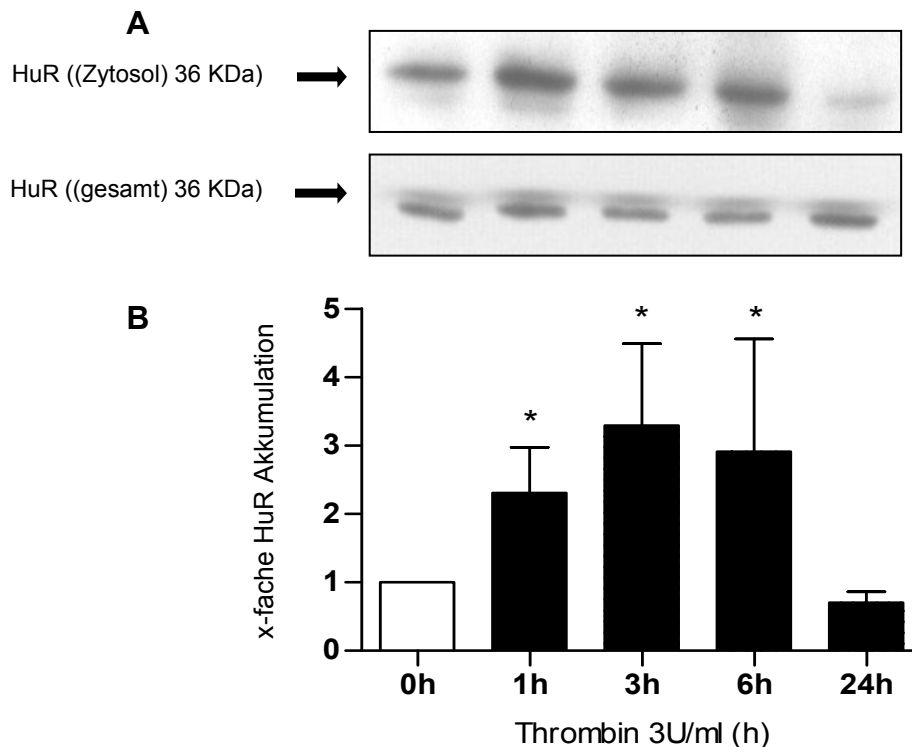 A
HuR ((Zytosol) 36 KDa)
HuR ((gesamt) 36 KDa)
B
x-fache HuR Akkumulation
5
4
3
2
1
0
*
*
*
0h 1h 3h 6h 24h
Thrombin 3U/ml (h)